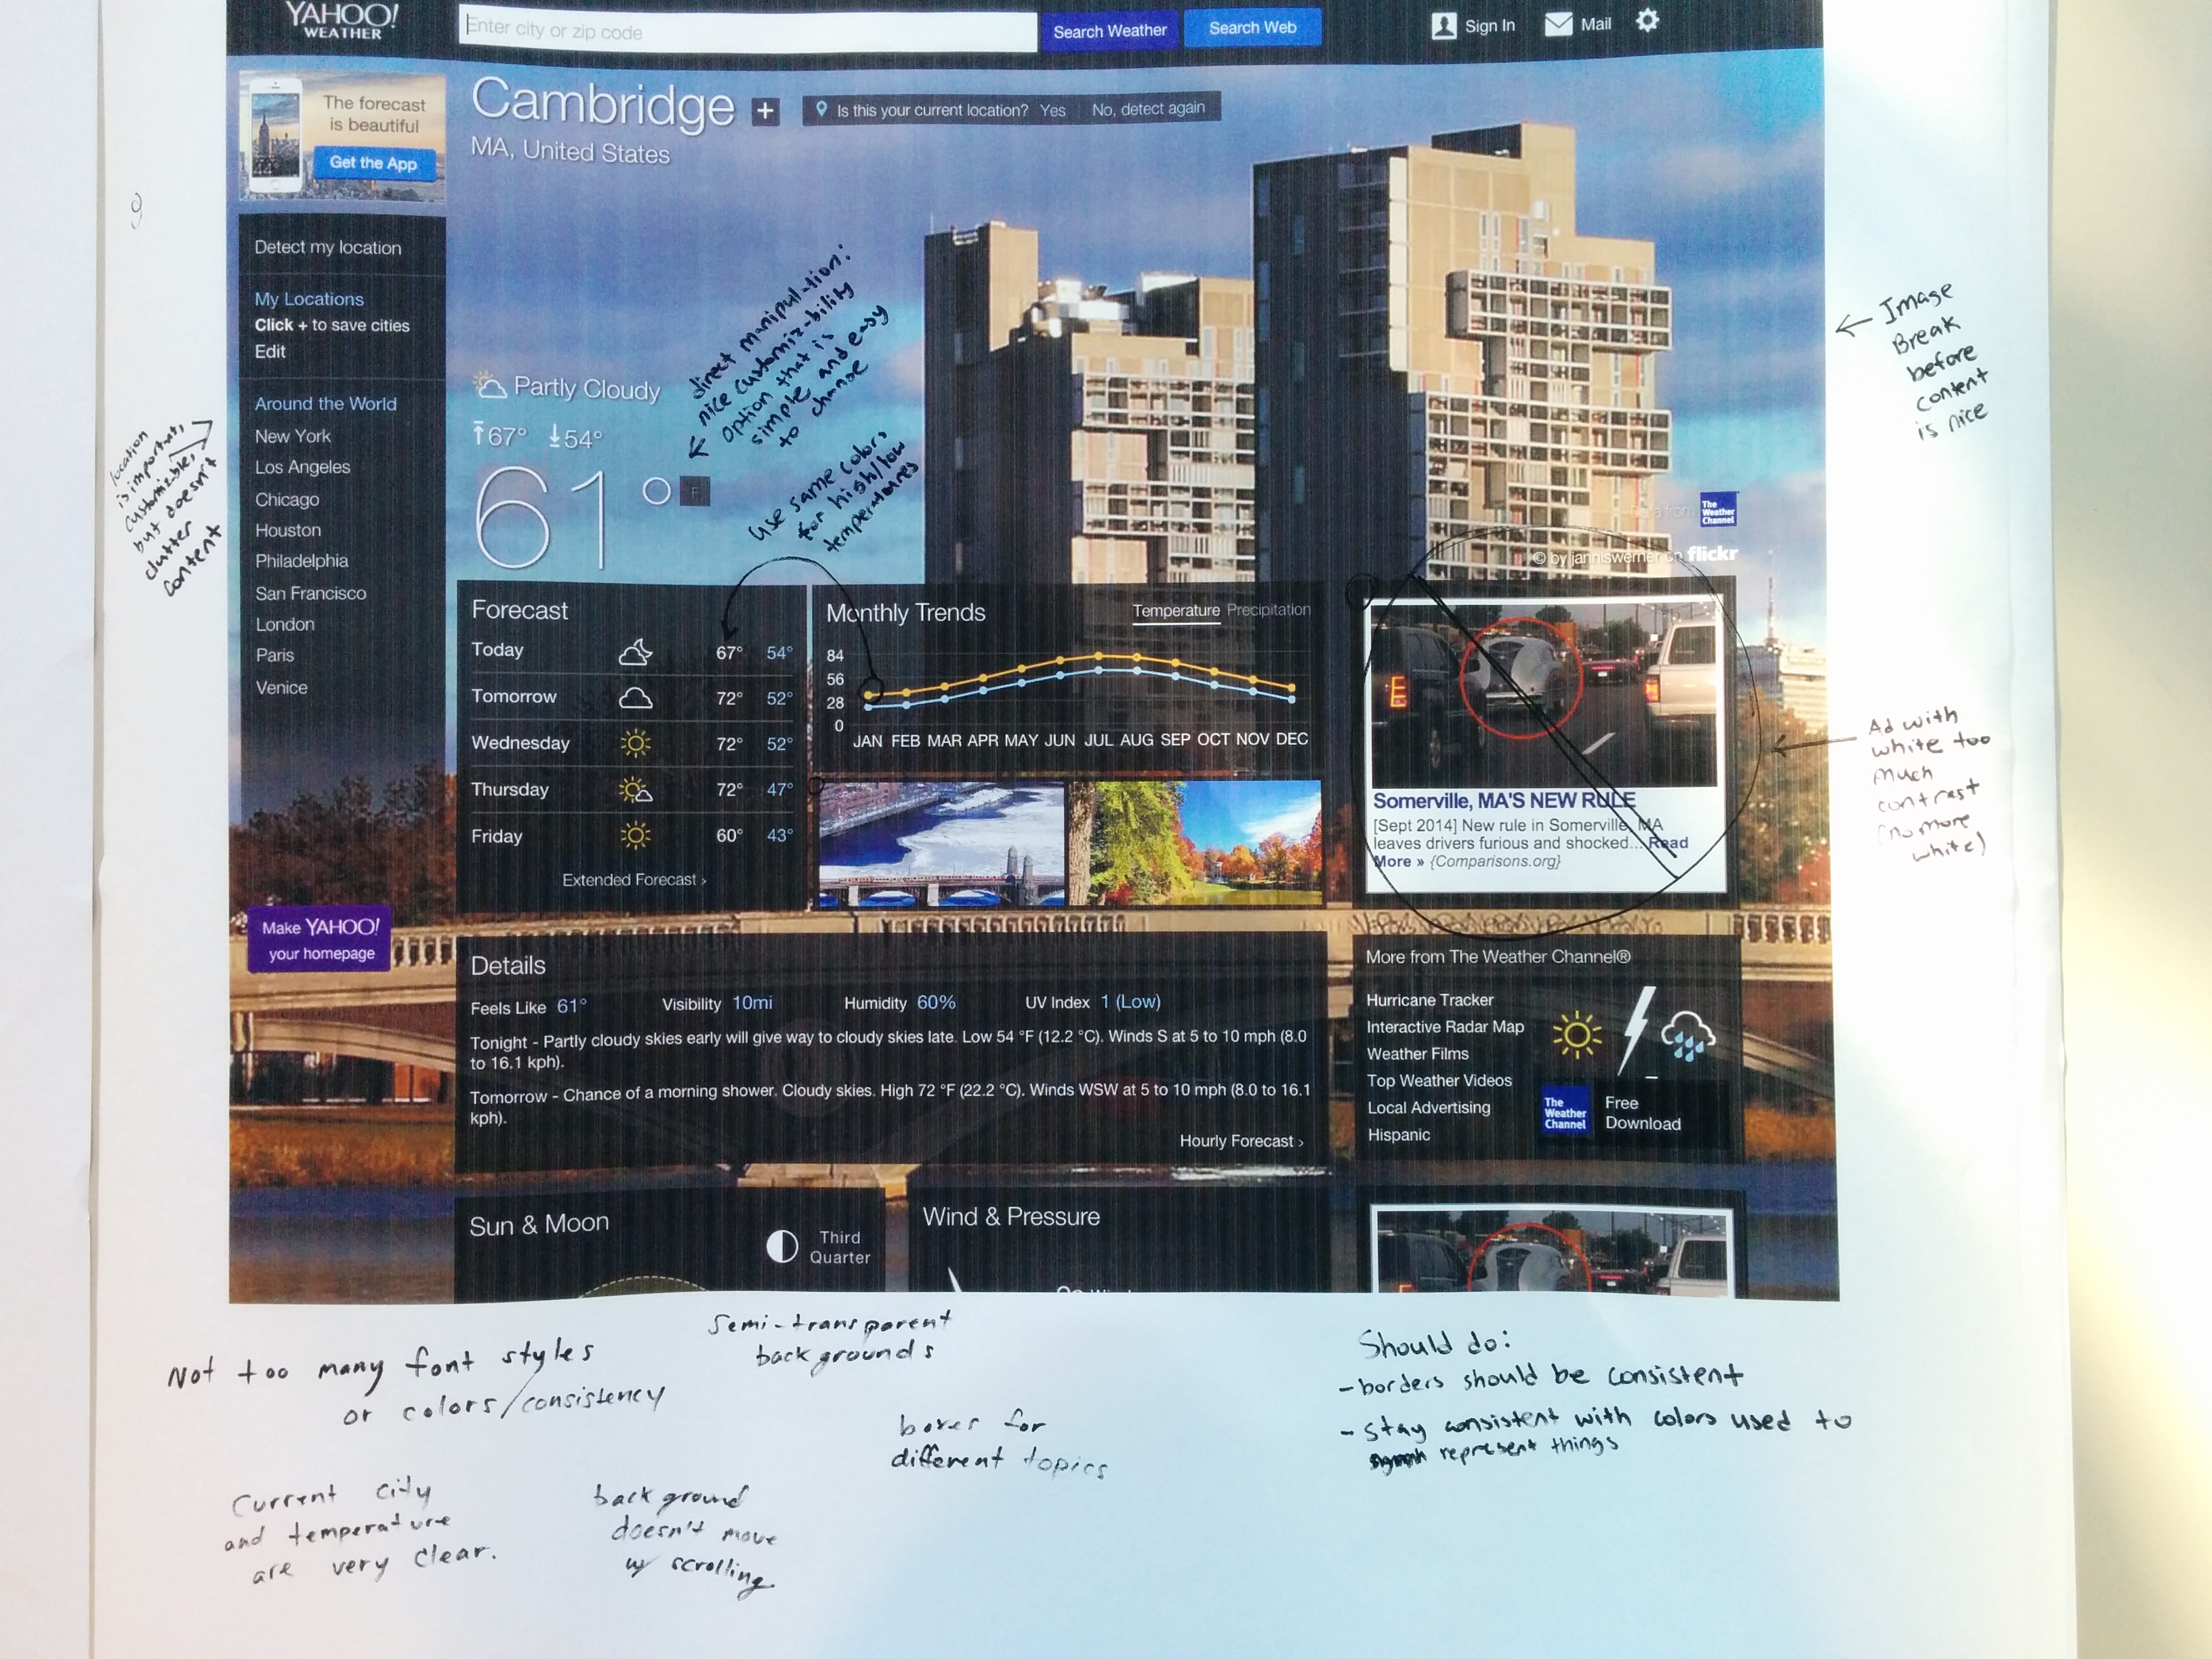 YAHOO!
WEATHER
Enter city or zip code
Search Weather
Search Web
Sign In
Mail
The forecast
is beautiful
Get the App
Cambridge +
MA, United States
Is this your current location? Yes No, detect again
9
Detect my location
My Locations
Click + to save cities
Edit
Around the World
New York
Los Angeles
Chicago
Houston
Philadelphia
San Francisco
London
Paris
Venice
Make YAHOO!
your homepage
location
is important,
customizable,
but doesn't
clutter
content
Partly Cloudy
67° 54°
61° F
direct manipul-tion:
nice customiz-bility
option that is
simple and easy
to change
use same colors
for high/low
temperatures
Image
Break
before
content
is nice
The
Weather
Channel
© by janniswerner on flickr
Forecast
Today 67° 54°
Tomorrow 72° 52°
Wednesday 72° 52°
Thursday 72° 47°
Friday 60° 43°
Extended Forecast ›
Monthly Trends
Temperature Precipitation
84
56
28
0
JAN FEB MAR APR MAY JUN JUL AUG SEP OCT NOV DEC
Somerville, MA'S NEW RULE
[Sept 2014] New rule in Somerville, MA
leaves drivers furious and shocked... Read
More » {Comparisons.org}
Ad with
white too
much
contrast
(no more
white)
Details
Feels Like 61° Visibility 10mi Humidity 60% UV Index 1 (Low)
Tonight - Partly cloudy skies early will give way to cloudy skies late. Low 54 °F (12.2 °C). Winds S at 5 to 10 mph (8.0
to 16.1 kph).
Tomorrow - Chance of a morning shower. Cloudy skies. High 72 °F (22.2 °C). Winds WSW at 5 to 10 mph (8.0 to 16.1
kph).
Hourly Forecast ›
More from The Weather Channel®
Hurricane Tracker
Interactive Radar Map
Weather Films
Top Weather Videos
Local Advertising
Hispanic
The
Weather
Channel
Free
Download
Sun & Moon
Third
Quarter
Wind & Pressure
Not too many font styles
or colors/consistency
Semi-transparent
backgrounds
boxes for
different topics
Current city
and temperature
are very clear.
background
doesn't move
w/ scrolling
Should do:
- borders should be consistent
- stay consistent with colors used to
represent things